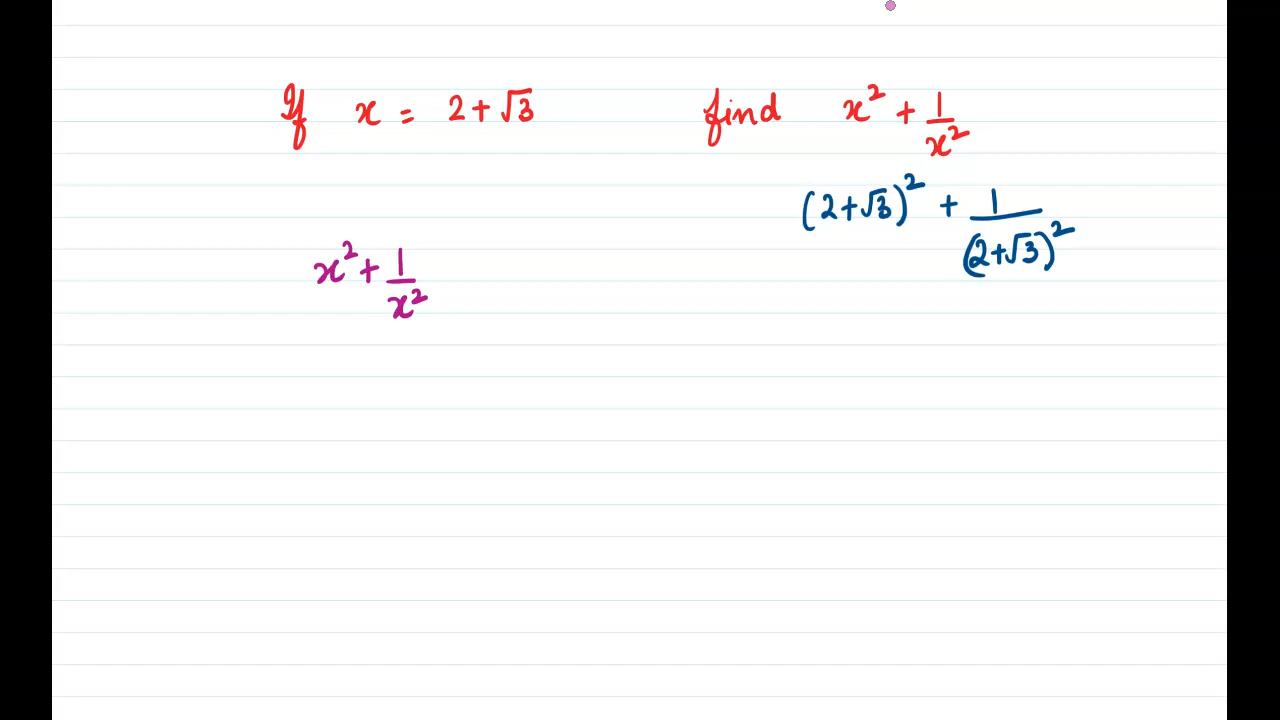 If x = 2 + √3 find x² + 1/x²
(2+√3)² + 1/(2+√3)²
x² + 1/x²